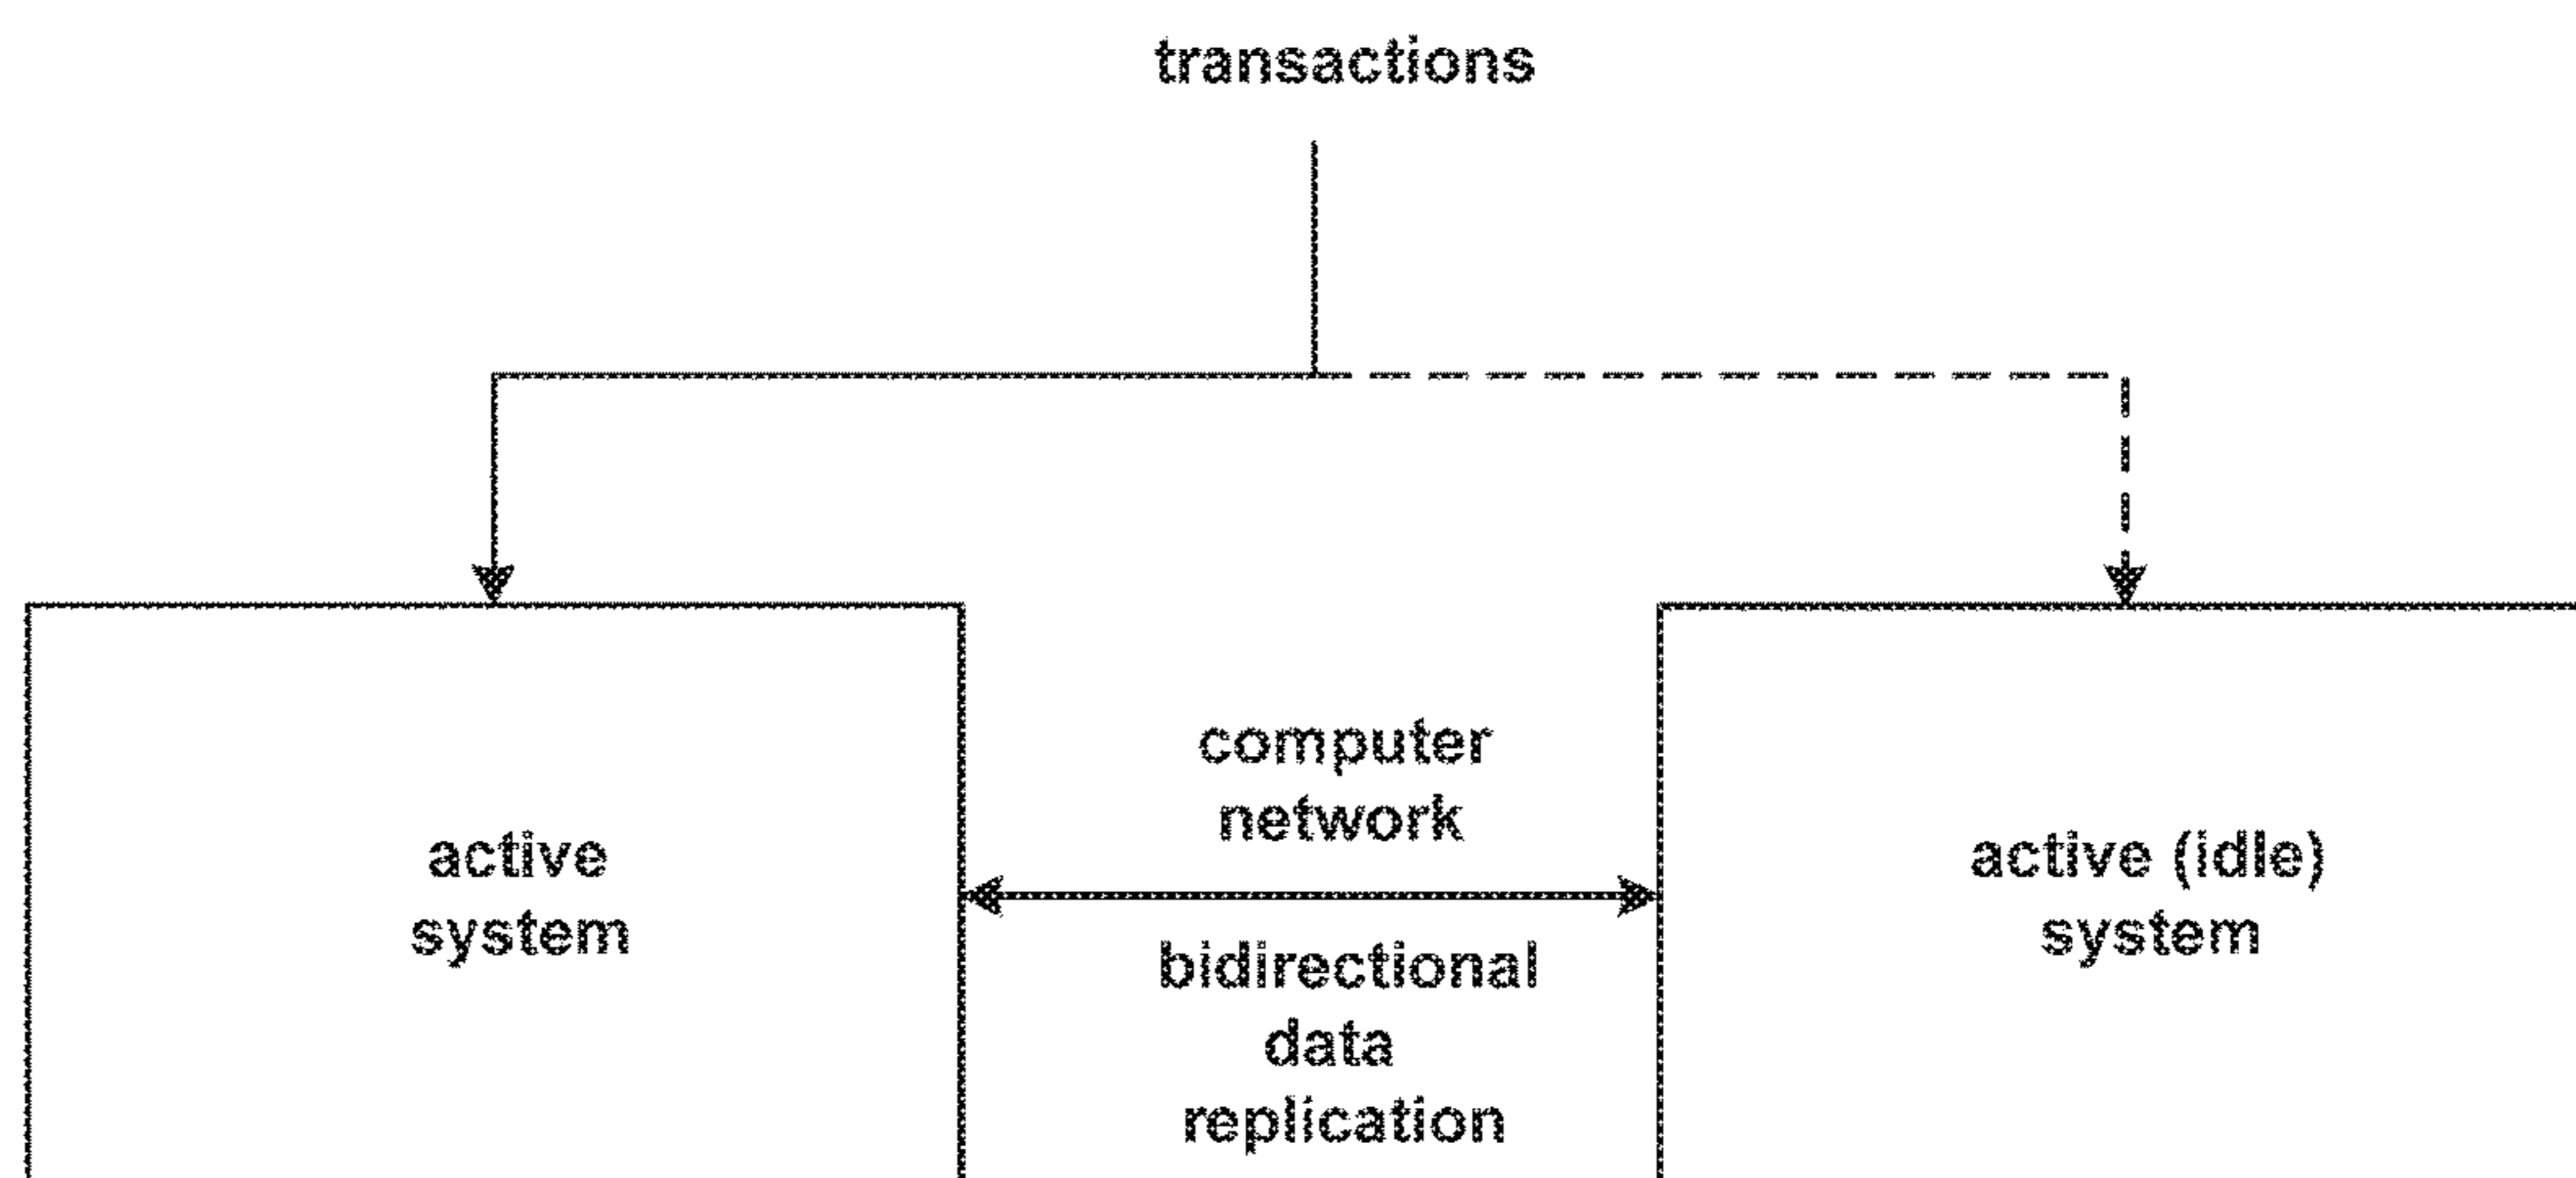 transactions
active
system
computer
network
bidirectional
data
replication
active (idle)
system